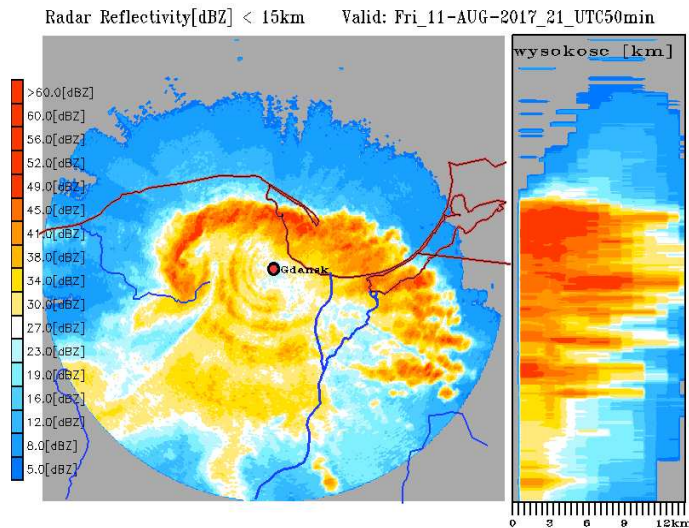 Radar Reflectivity[dBZ] < 15km Valid: Fri_11-AUG-2017_21_UTC50min
wysokosc [km]
>60.0[dBZ]
60.0[dBZ]
56.0[dBZ]
52.0[dBZ]
49.0[dBZ]
45.0[dBZ]
41.0[dBZ]
38.0[dBZ]
34.0[dBZ]
30.0[dBZ]
27.0[dBZ]
23.0[dBZ]
19.0[dBZ]
16.0[dBZ]
12.0[dBZ]
8.0[dBZ]
5.0[dBZ]
Gdansk
0 3 6 9 12km